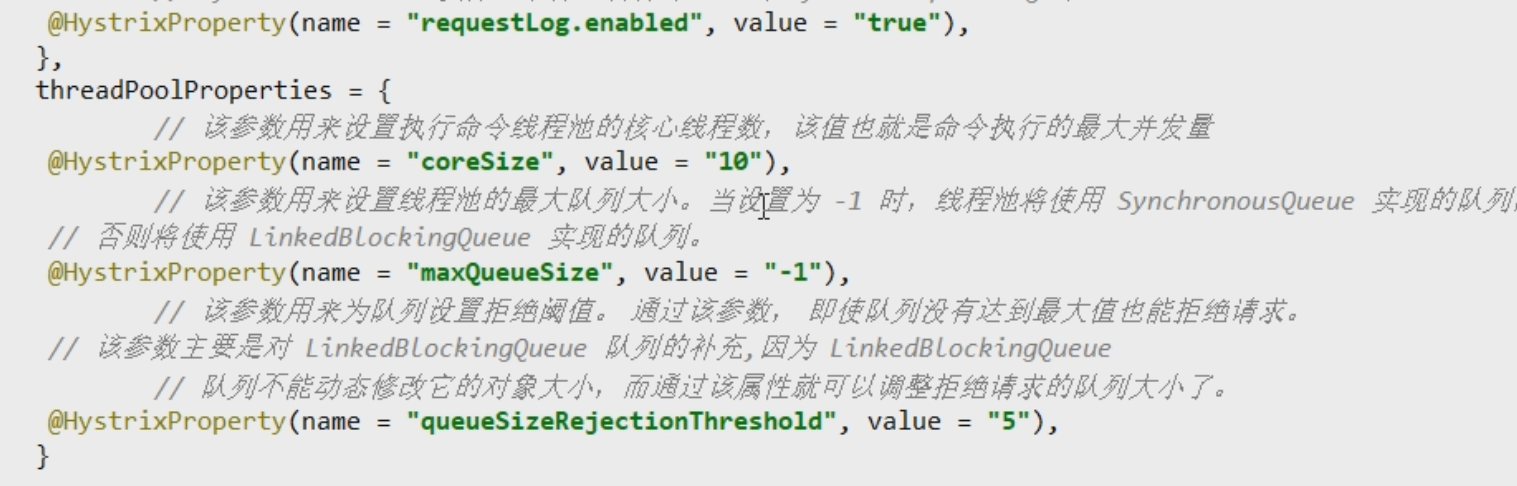 @HystrixProperty(name = "requestLog.enabled", value = "true"),
},
threadPoolProperties = {
// 该参数用来设置执行命令线程池的核心线程数，该值也就是命令执行的最大并发量
@HystrixProperty(name = "coreSize", value = "10"),
// 该参数用来设置线程池的最大队列大小。当设置为 -1 时，线程池将使用 SynchronousQueue 实现的队列，
// 否则将使用 LinkedBlockingQueue 实现的队列。
@HystrixProperty(name = "maxQueueSize", value = "-1"),
// 该参数用来为队列设置拒绝阈值。 通过该参数， 即使队列没有达到最大值也能拒绝请求。
// 该参数主要是对 LinkedBlockingQueue 队列的补充,因为 LinkedBlockingQueue
// 队列不能动态修改它的对象大小，而通过该属性就可以调整拒绝请求的队列大小了。
@HystrixProperty(name = "queueSizeRejectionThreshold", value = "5"),
}